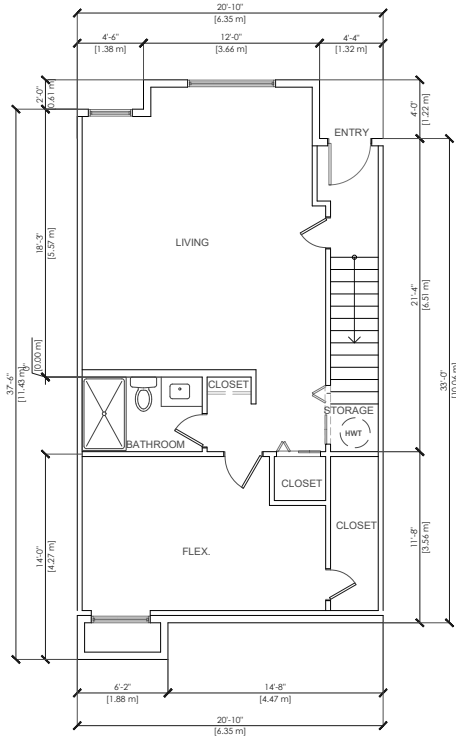 20'-10"
[6.35 m]
4'-6"
[1.38 m]
12'-0"
[3.66 m]
4'-4"
[1.32 m]
2'-0"
0.61 m]
4'-0"
[1.22 m]
ENTRY
LIVING
18'-3"
[5.57 m]
21'-4"
[6.51 m]
0"
[0.00 m]
37'-6"
[11.43 m]
33'-0"
[10.06 m]
CLOSET
STORAGE
HWT
BATHROOM
CLOSET
CLOSET
FLEX.
14'-0"
[4.27 m]
11'-8"
[3.56 m]
6'-2"
[1.88 m]
14'-8"
[4.47 m]
20'-10"
[6.35 m]